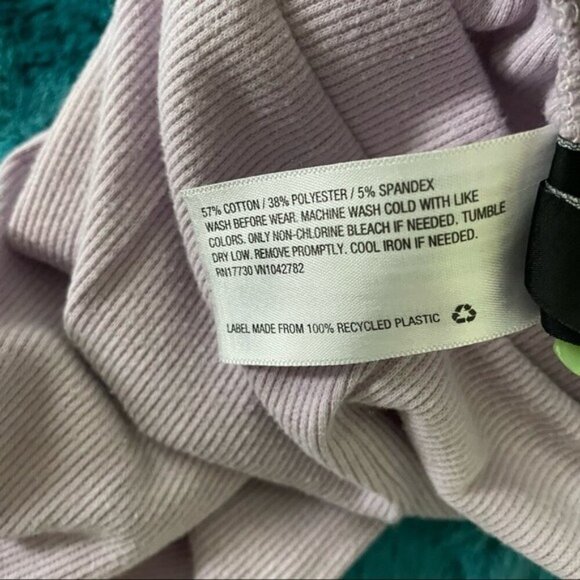 57% COTTON / 38% POLYESTER / 5% SPANDEX
WASH BEFORE WEAR. MACHINE WASH COLD WITH LIKE
COLORS. ONLY NON-CHLORINE BLEACH IF NEEDED. TUMBLE
DRY LOW. REMOVE PROMPTLY. COOL IRON IF NEEDED.
RN17730 VN1042782
LABEL MADE FROM 100% RECYCLED PLASTIC